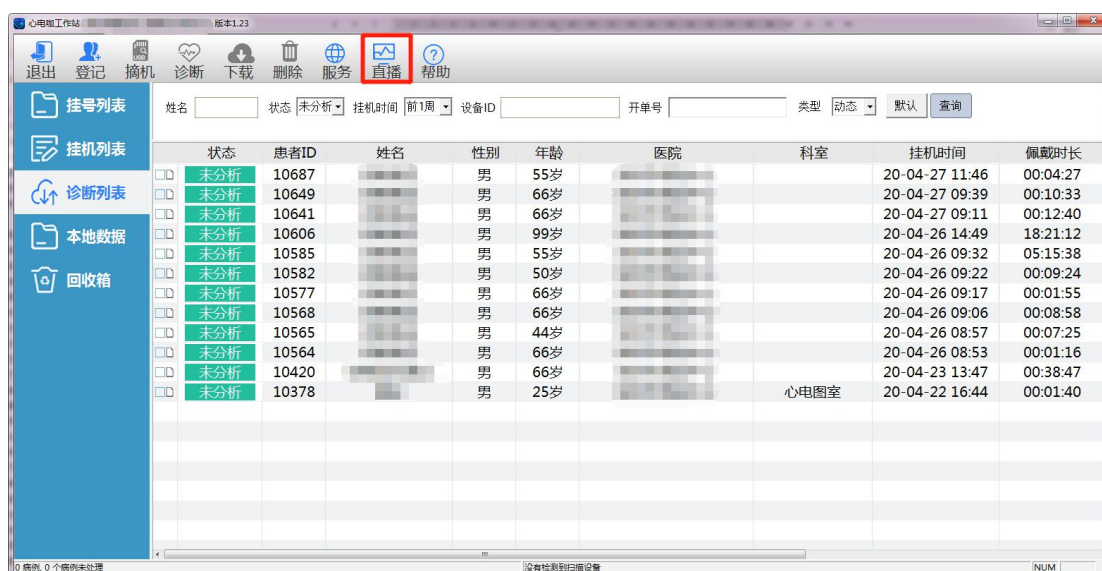 心电咖工作站 版本1.23
退出 登记 摘机 诊断 下载 删除 服务 直播 帮助
挂号列表
挂机列表
诊断列表
本地数据
回收箱
姓名 状态 未分析 挂机时间 前1周 设备ID 开单号 类型 动态 默认 查询
状态 患者ID 姓名 性别 年龄 医院 科室 挂机时间 佩戴时长
未分析 10687 男 55岁 20-04-27 11:46 00:04:27
未分析 10649 男 66岁 20-04-27 09:39 00:10:33
未分析 10641 男 66岁 20-04-27 09:11 00:12:40
未分析 10606 男 99岁 20-04-26 14:49 18:21:12
未分析 10585 男 55岁 20-04-26 09:32 05:15:38
未分析 10582 男 50岁 20-04-26 09:22 00:09:24
未分析 10577 男 66岁 20-04-26 09:17 00:01:55
未分析 10568 男 66岁 20-04-26 09:06 00:08:58
未分析 10565 男 44岁 20-04-26 08:57 00:07:25
未分析 10564 男 66岁 20-04-26 08:53 00:01:16
未分析 10420 男 66岁 20-04-23 13:47 00:38:47
未分析 10378 男 25岁 心电图室 20-04-22 16:44 00:01:40
0 病例, 0 个病例未处理 没有检测到扫描设备 NUM